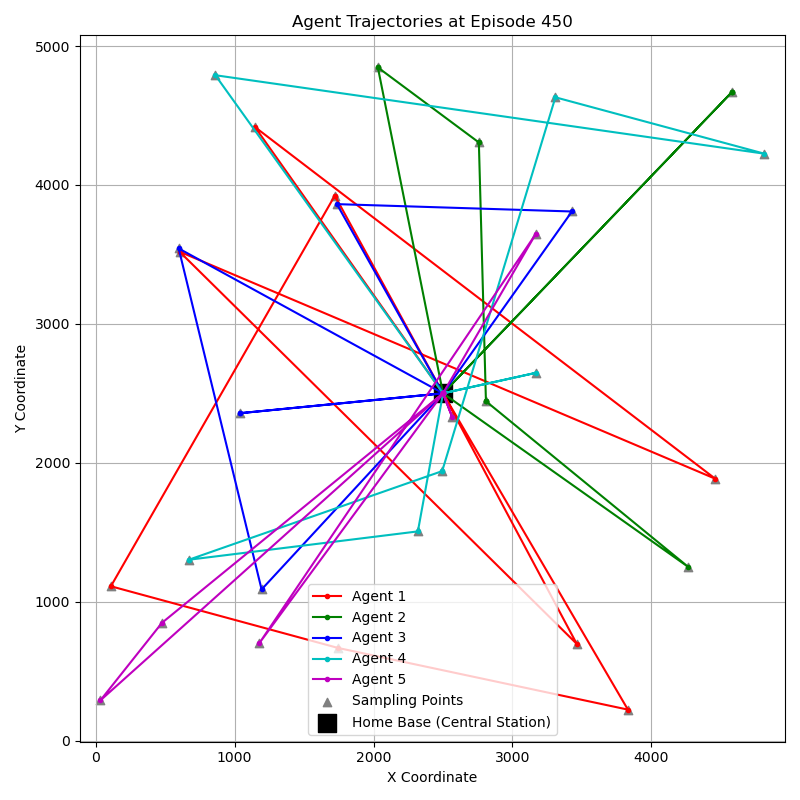 Agent Trajectories at Episode 450
5000
4000
3000
2000
1000
0
Y Coordinate
Agent 1
Agent 2
Agent 3
Agent 4
Agent 5
Sampling Points
Home Base (Central Station)
0 1000 2000 3000 4000
X Coordinate